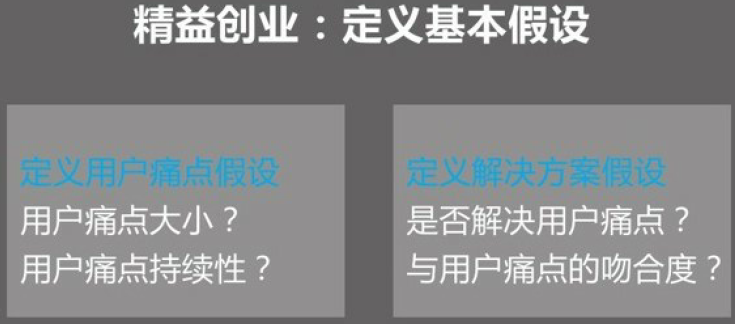 精益创业：定义基本假设
定义用户痛点假设
用户痛点大小？
用户痛点持续性？
定义解决方案假设
是否解决用户痛点？
与用户痛点的吻合度？